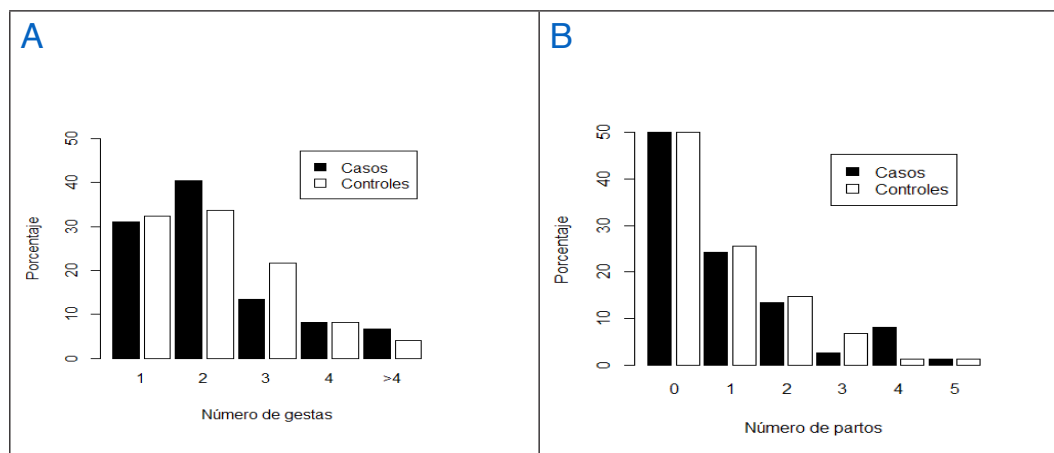 A
50
40
30
20
10
0
Porcentaje
Casos
Controles
1 2 3 4 >4
Número de gestas
B
50
40
30
20
10
0
Porcentaje
Casos
Controles
0 1 2 3 4 5
Número de partos